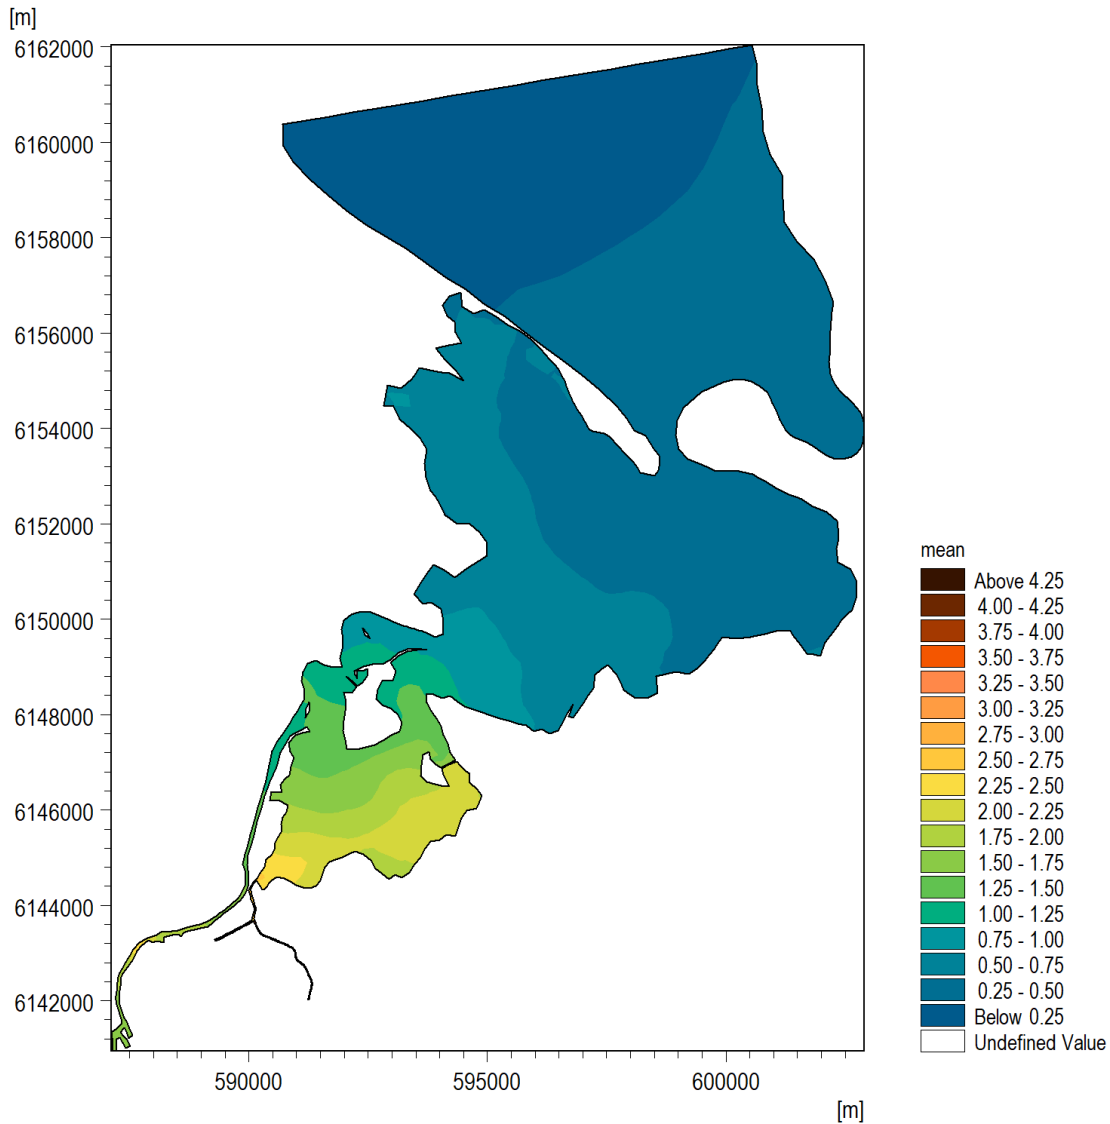 [m]
6162000
6160000
6158000
6156000
6154000
6152000
6150000
6148000
6146000
6144000
6142000
590000 595000 600000
[m]
mean
Above 4.25
4.00 - 4.25
3.75 - 4.00
3.50 - 3.75
3.25 - 3.50
3.00 - 3.25
2.75 - 3.00
2.50 - 2.75
2.25 - 2.50
2.00 - 2.25
1.75 - 2.00
1.50 - 1.75
1.25 - 1.50
1.00 - 1.25
0.75 - 1.00
0.50 - 0.75
0.25 - 0.50
Below 0.25
Undefined Value